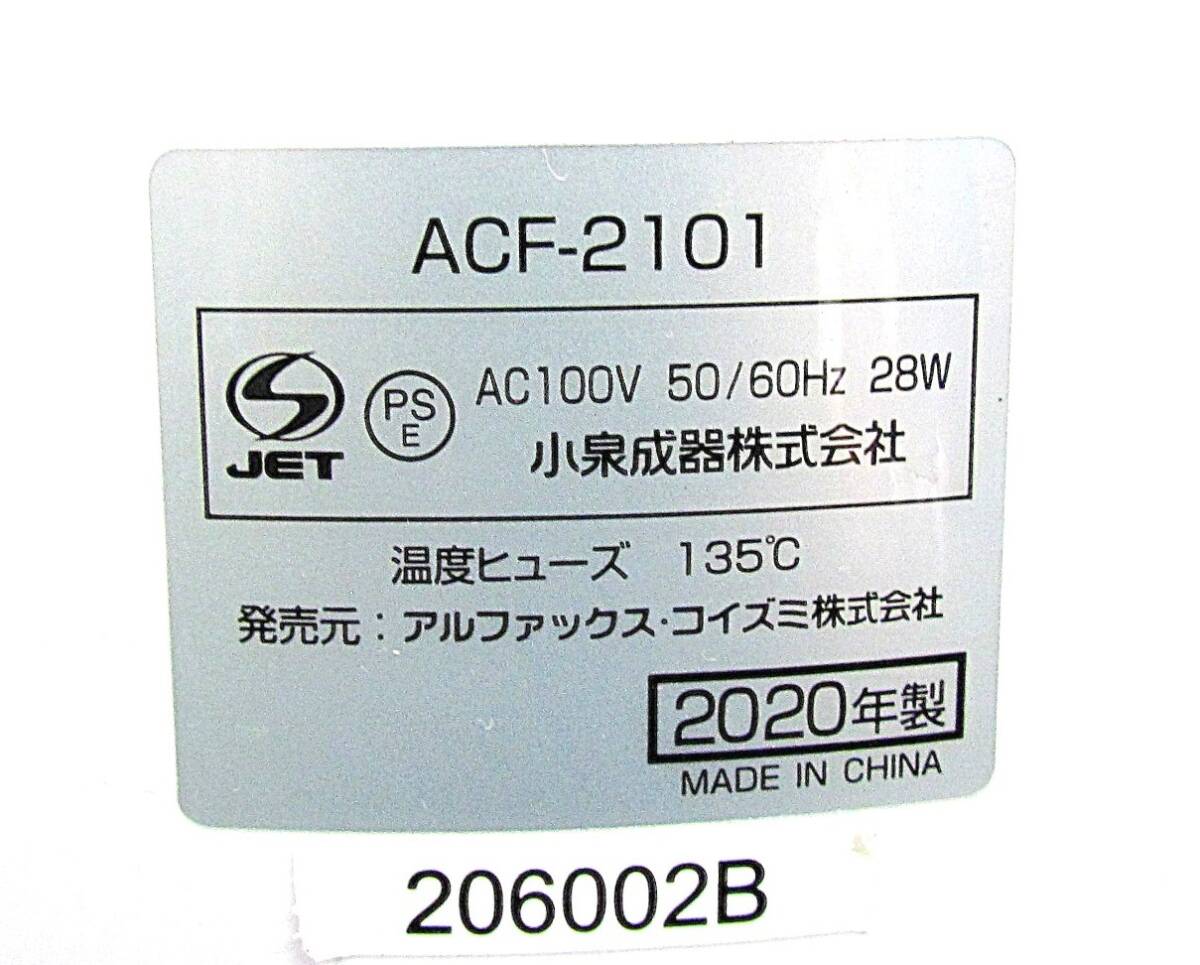 ACF-2101
JET
PS
E
AC100V 50/60Hz 28W
小泉成器株式会社
温度ヒューズ 135℃
発売元：アルファックス・コイズミ株式会社
2020年製
MADE IN CHINA
206002B